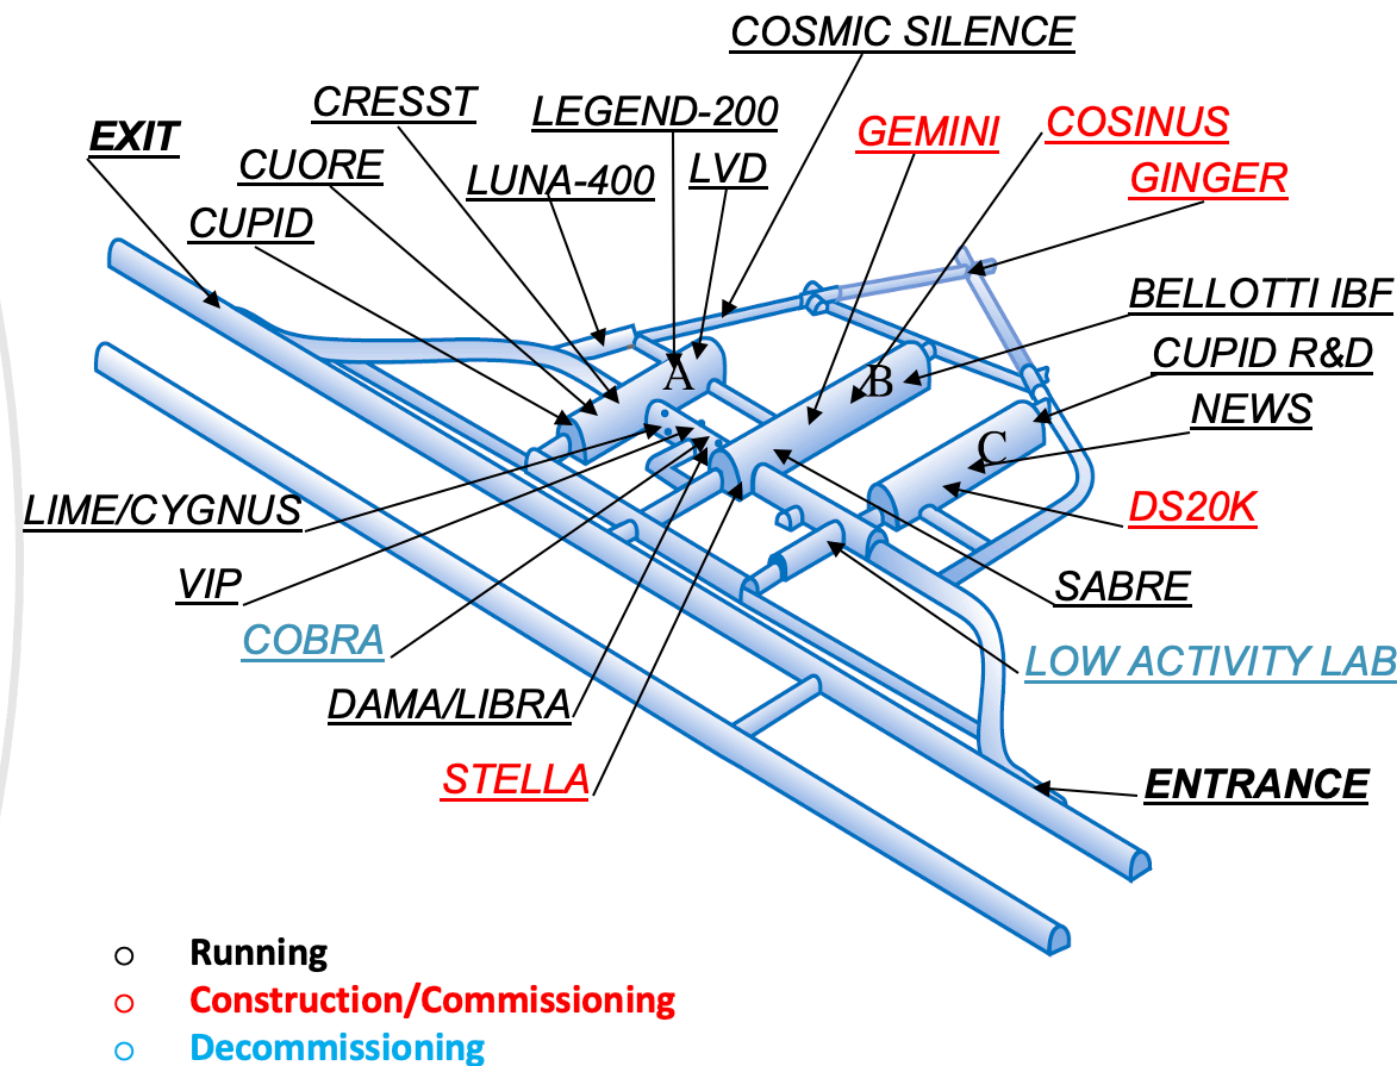 COSMIC SILENCE
CRESST
LEGEND-200
GEMINI
COSINUS
EXIT
CUORE
LUNA-400
LVD
GINGER
CUPID
BELLOTTI IBF
A
B
CUPID R&D
NEWS
C
LIME/CYGNUS
DS20K
VIP
SABRE
COBRA
LOW ACTIVITY LAB
DAMA/LIBRA
STELLA
ENTRANCE
Running
Construction/Commissioning
Decommissioning